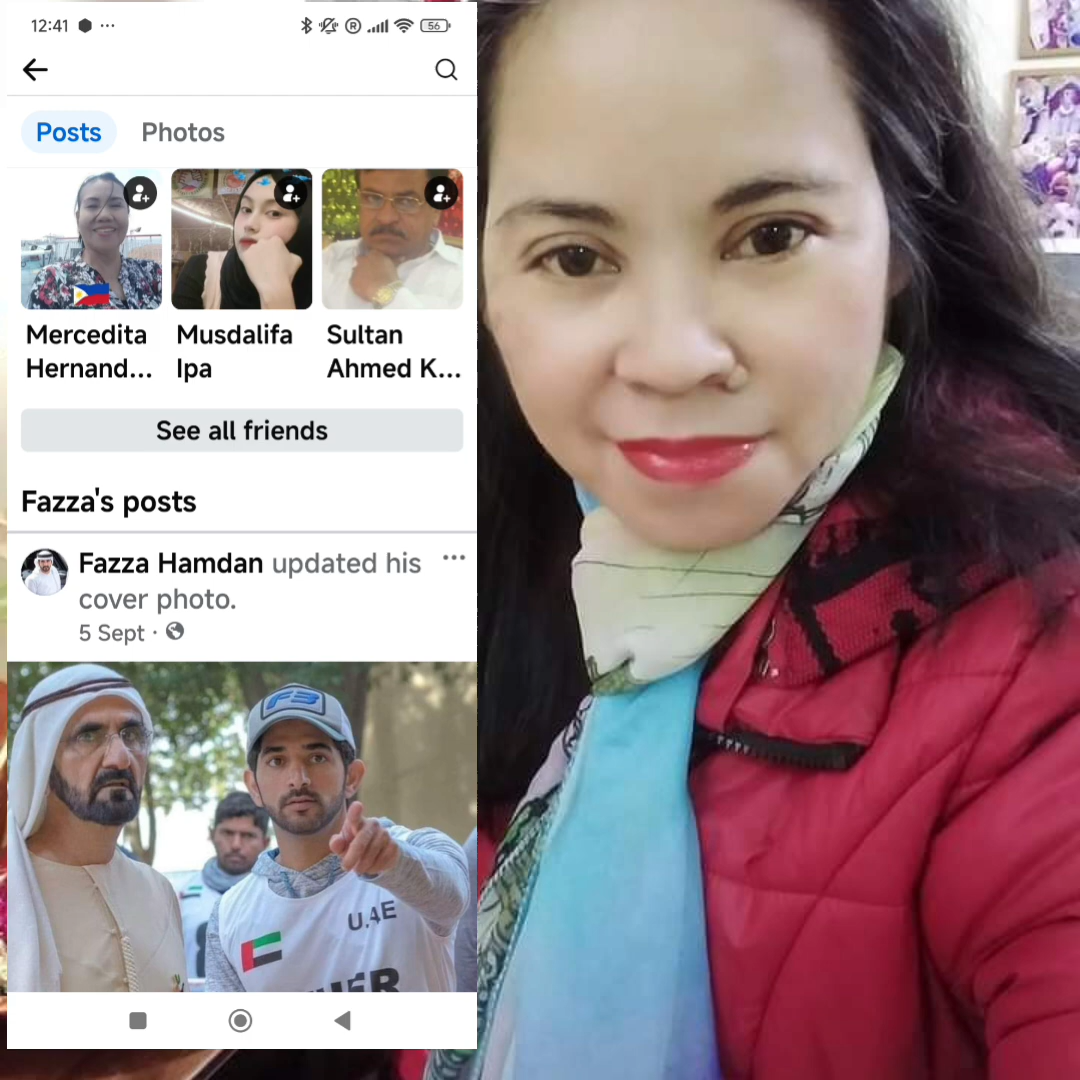 12:41
56
Posts Photos
Mercedita Musdalifa Sultan
Hernand... Ipa Ahmed K...
See all friends
Fazza's posts
Fazza Hamdan updated his
cover photo.
5 Sept ·
F3
U.A.E